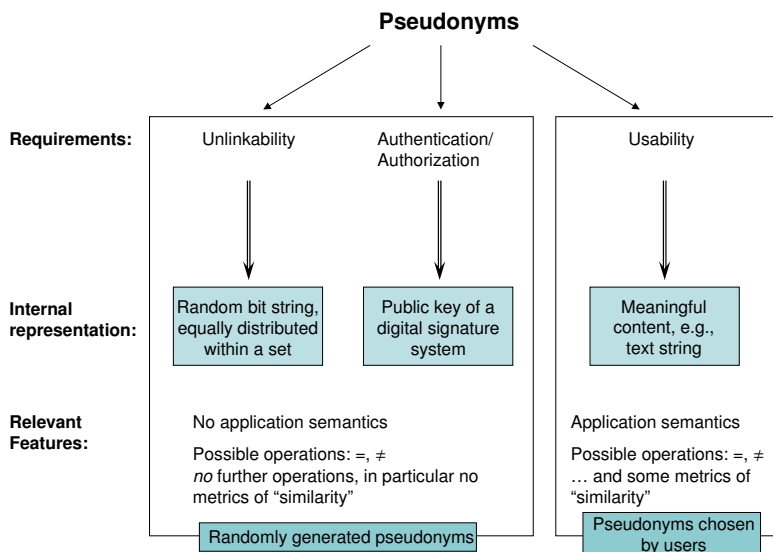 Pseudonyms
Requirements:
Unlinkability
Authentication/
Authorization
Usability
Internal
representation:
Random bit string,
equally distributed
within a set
Public key of a
digital signature
system
Meaningful
content, e.g.,
text string
Relevant
Features:
No application semantics
Possible operations: =, ≠
no further operations, in particular no
metrics of “similarity”
Application semantics
Possible operations: =, ≠
… and some metrics of
“similarity”
Randomly generated pseudonyms
Pseudonyms chosen
by users